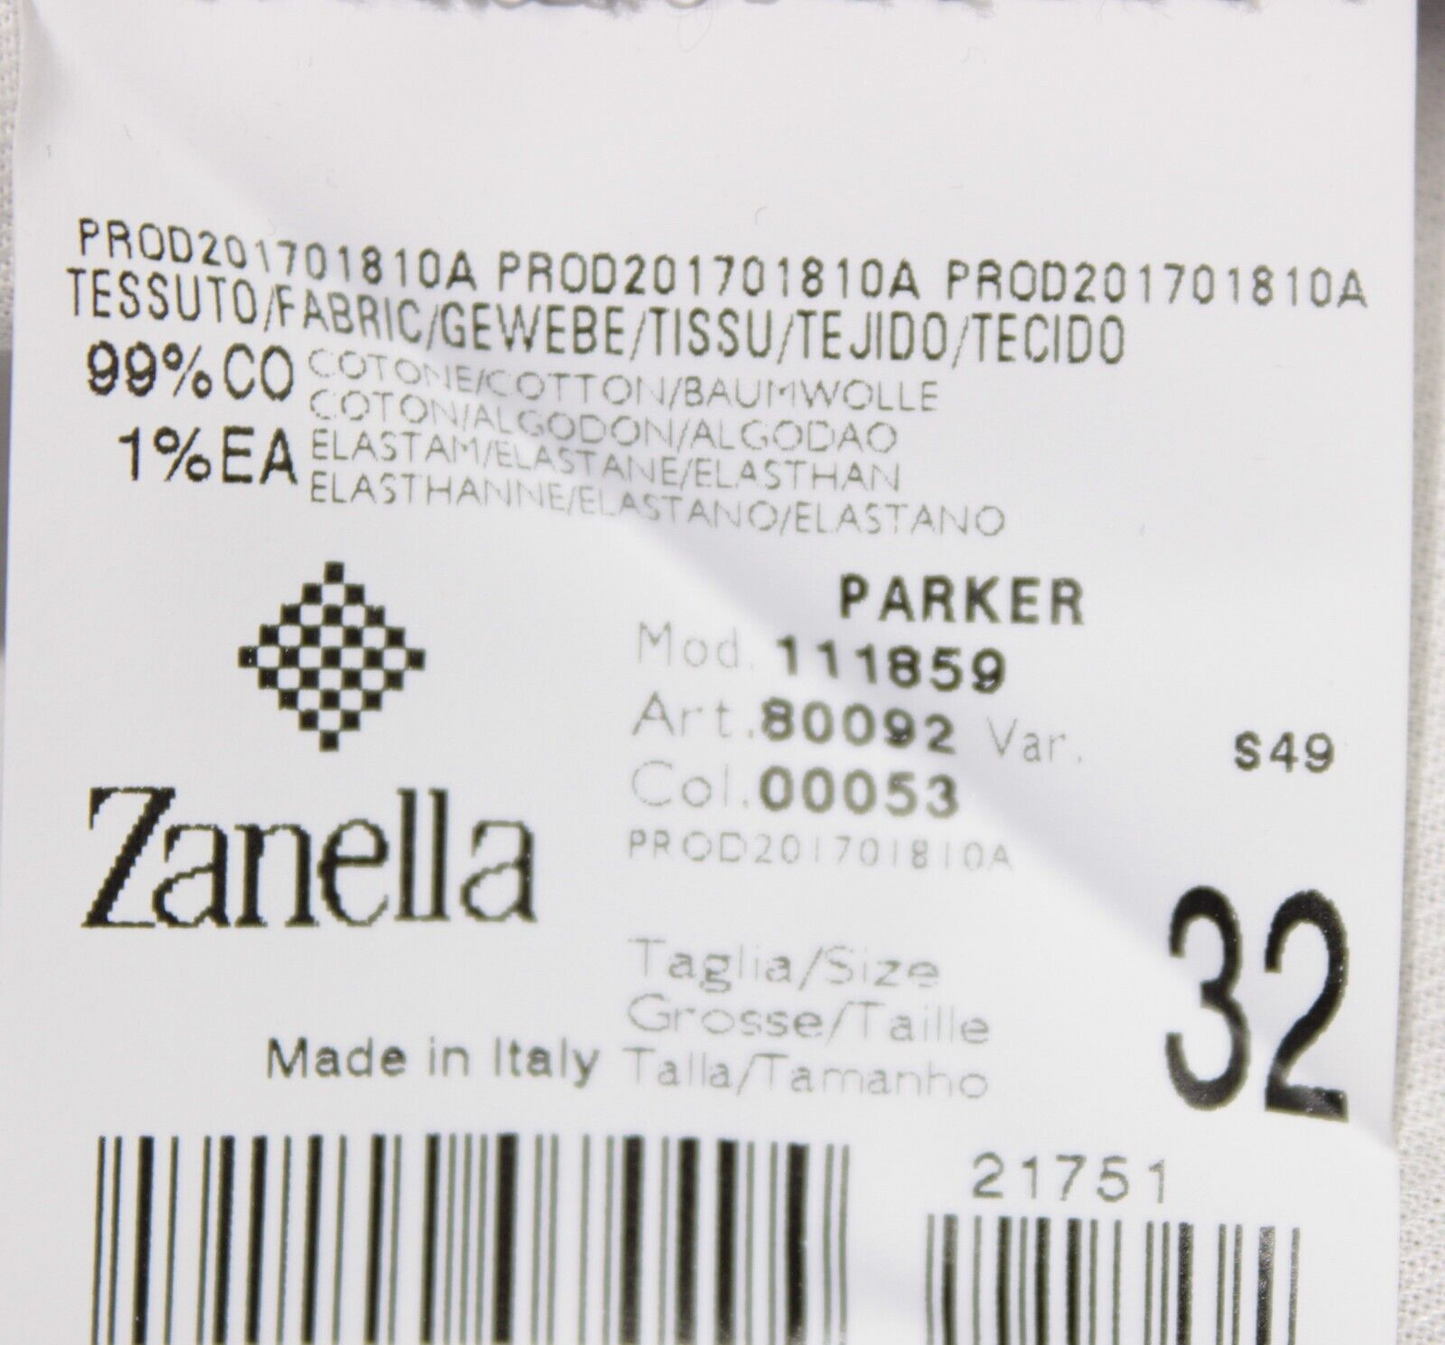 PROD201701810A PROD201701810A PROD201701810A
TESSUTO/FABRIC/GEWEBE/TISSU/TEJIDO/TECIDO
99%CO COTONE/COTTON/BAUMWOLLE
COTON/ALGODON/ALGODAO
1%EA ELASTAM/ELASTANE/ELASTHAN
ELASTHANNE/ELASTANO/ELASTANO
PARKER
Mod. 111859
Art.80092 Var. S49
Col.00053
PROD201701810A
Zanella
32
Taglia/Size
Grosse/Taille
Made in Italy Talla/Tamanho
21751